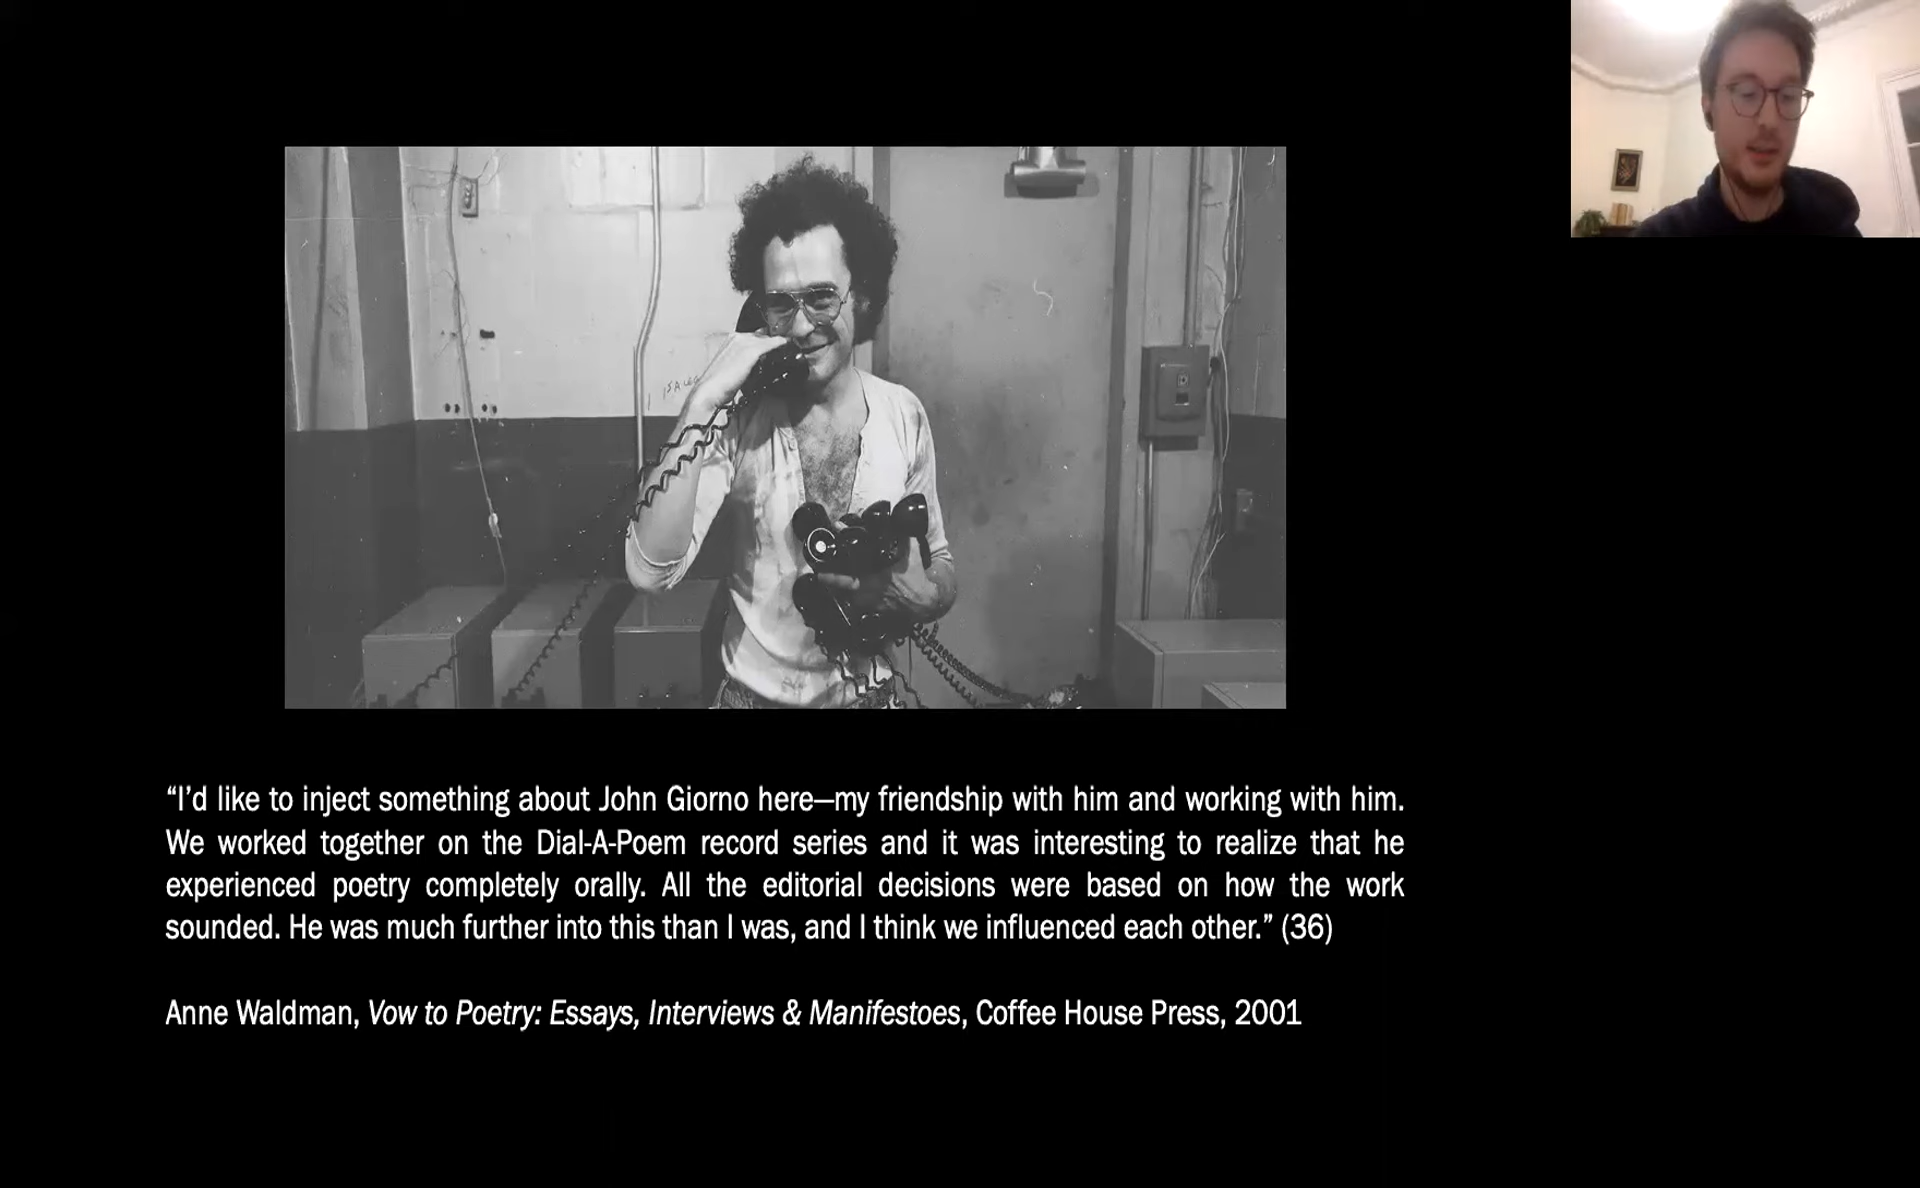 “I’d like to inject something about John Giorno here—my friendship with him and working with him.
We worked together on the Dial-A-Poem record series and it was interesting to realize that he
experienced poetry completely orally. All the editorial decisions were based on how the work
sounded. He was much further into this than I was, and I think we influenced each other.” (36)
Anne Waldman, Vow to Poetry: Essays, Interviews & Manifestoes, Coffee House Press, 2001